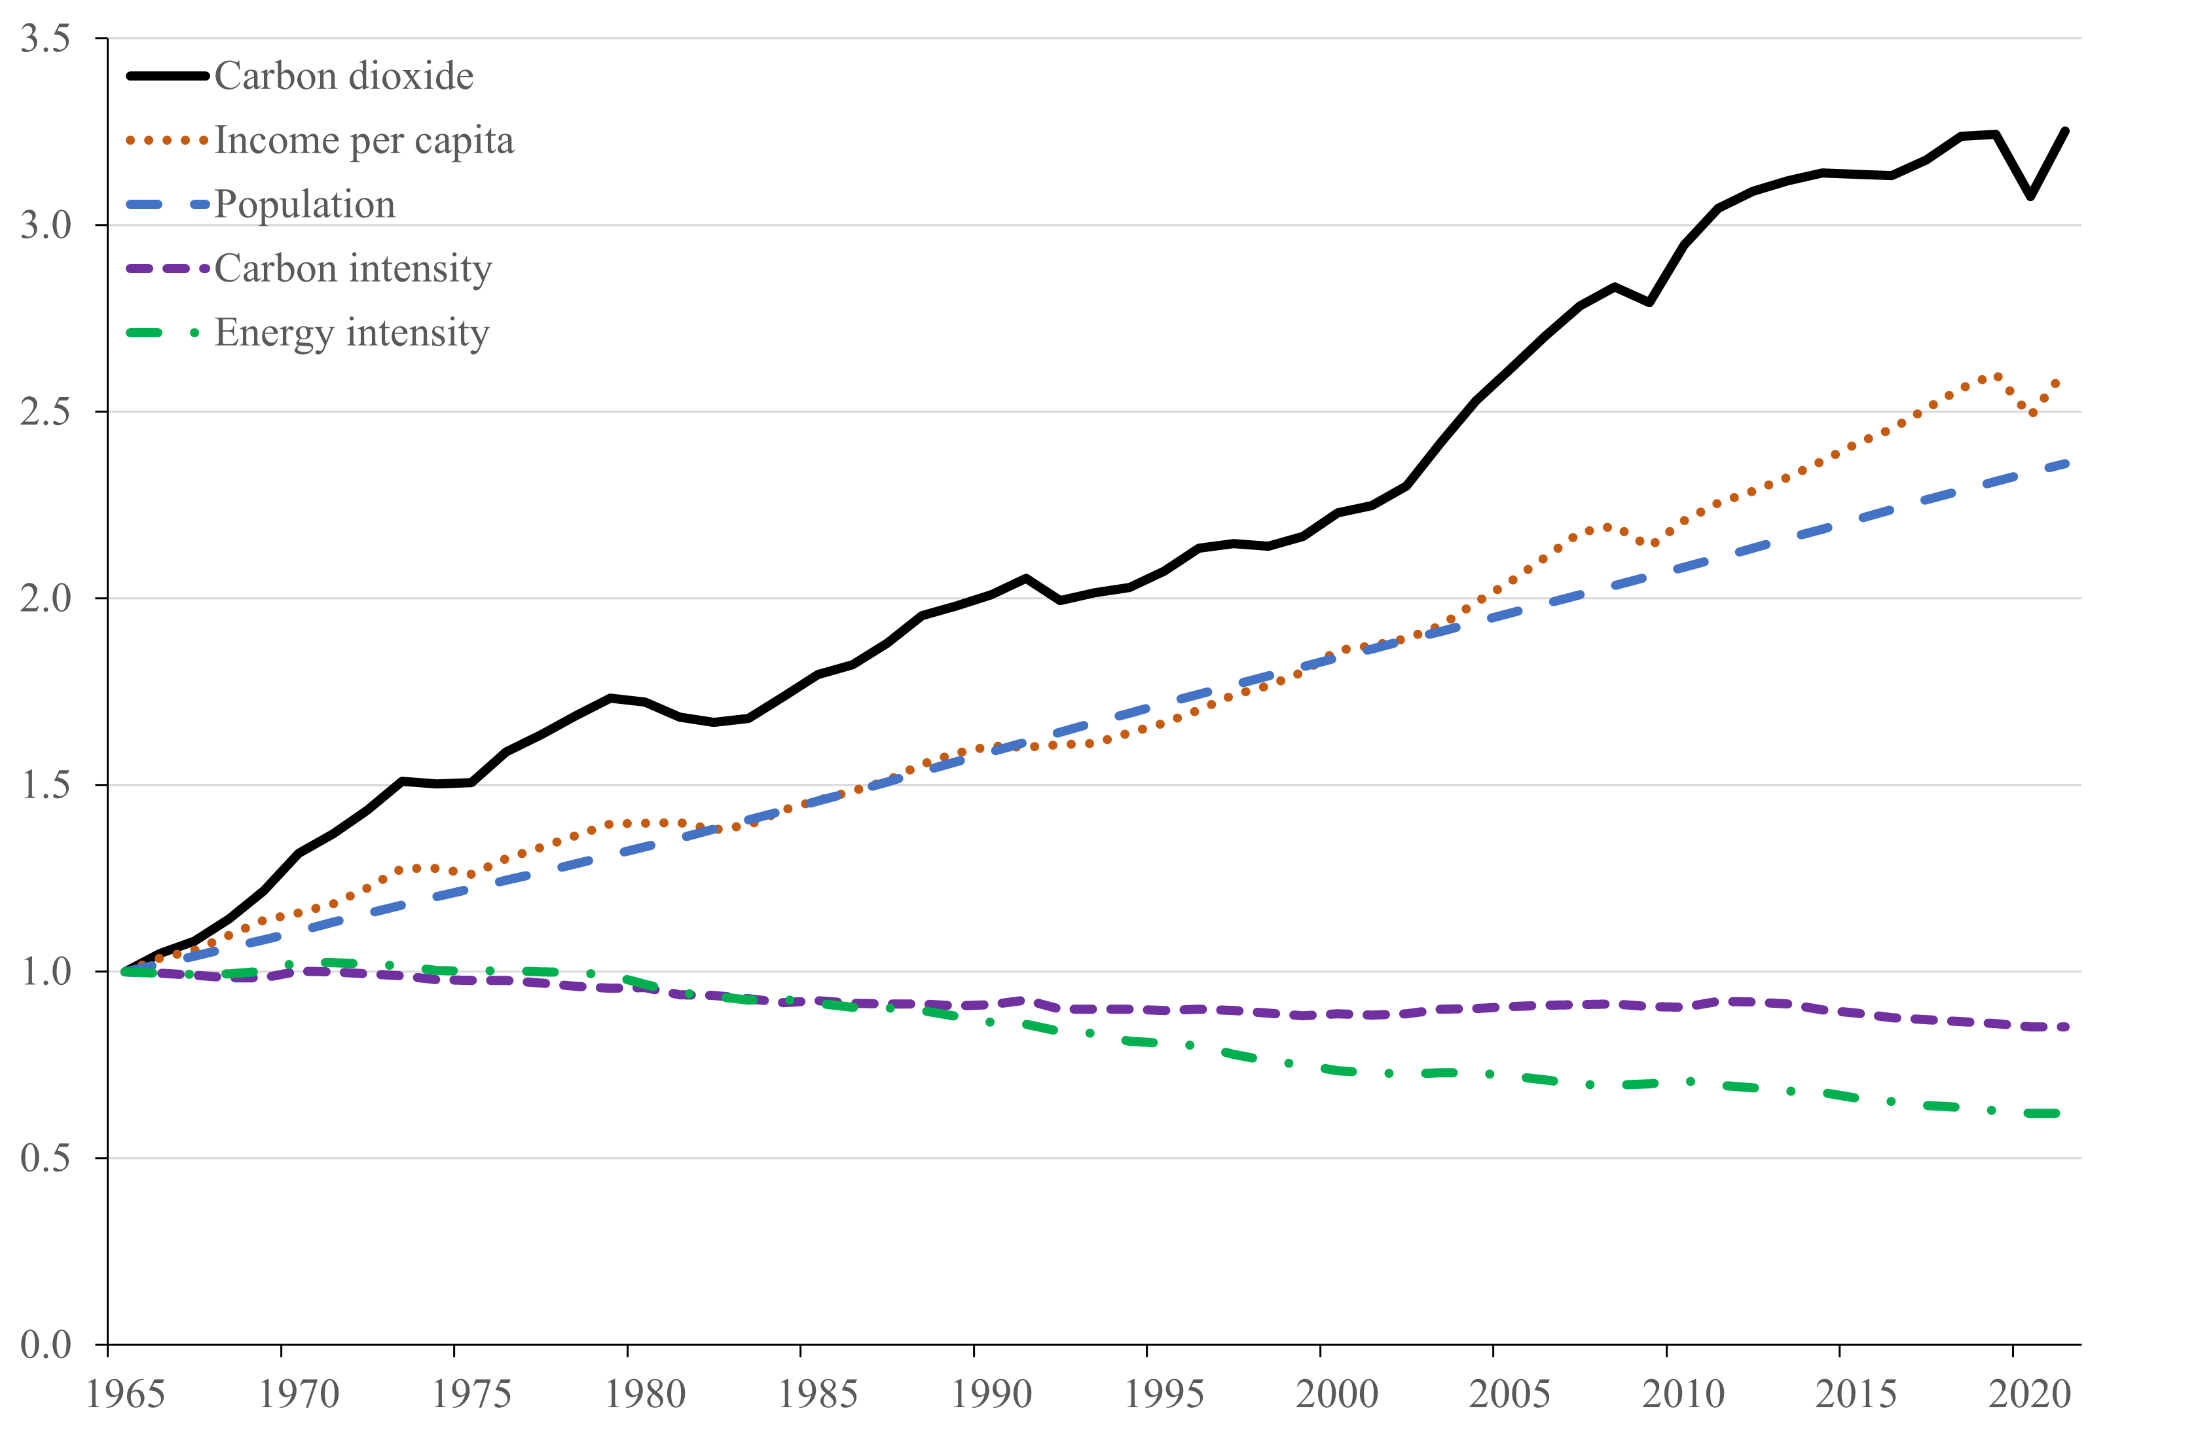 3.5
3.0
2.5
2.0
1.5
1.0
0.5
0.0
Carbon dioxide
Income per capita
Population
Carbon intensity
Energy intensity
1965 1970 1975 1980 1985 1990 1995 2000 2005 2010 2015 2020